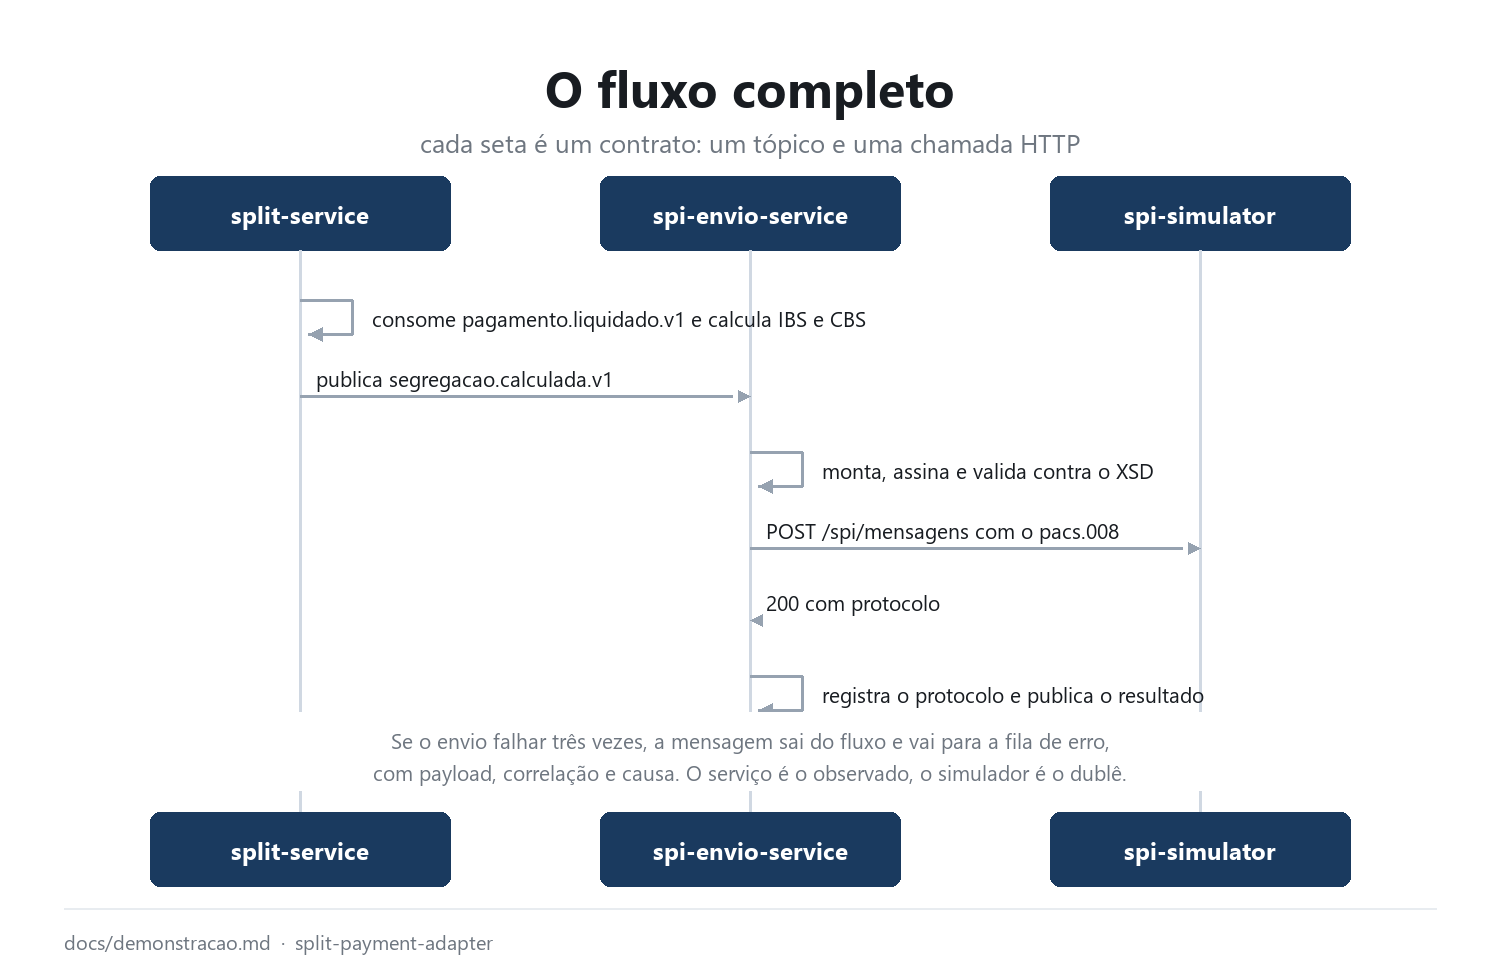 O fluxo completo
cada seta é um contrato: um tópico e uma chamada HTTP
split-service
spi-envio-service
spi-simulator
consome pagamento.liquidado.v1 e calcula IBS e CBS
publica segregacao.calculada.v1
monta, assina e valida contra o XSD
POST /spi/mensagens com o pacs.008
200 com protocolo
registra o protocolo e publica o resultado
Se o envio falhar três vezes, a mensagem sai do fluxo e vai para a fila de erro,
com payload, correlação e causa. O serviço é o observado, o simulador é o dublê.
split-service
spi-envio-service
spi-simulator
docs/demonstracao.md · split-payment-adapter